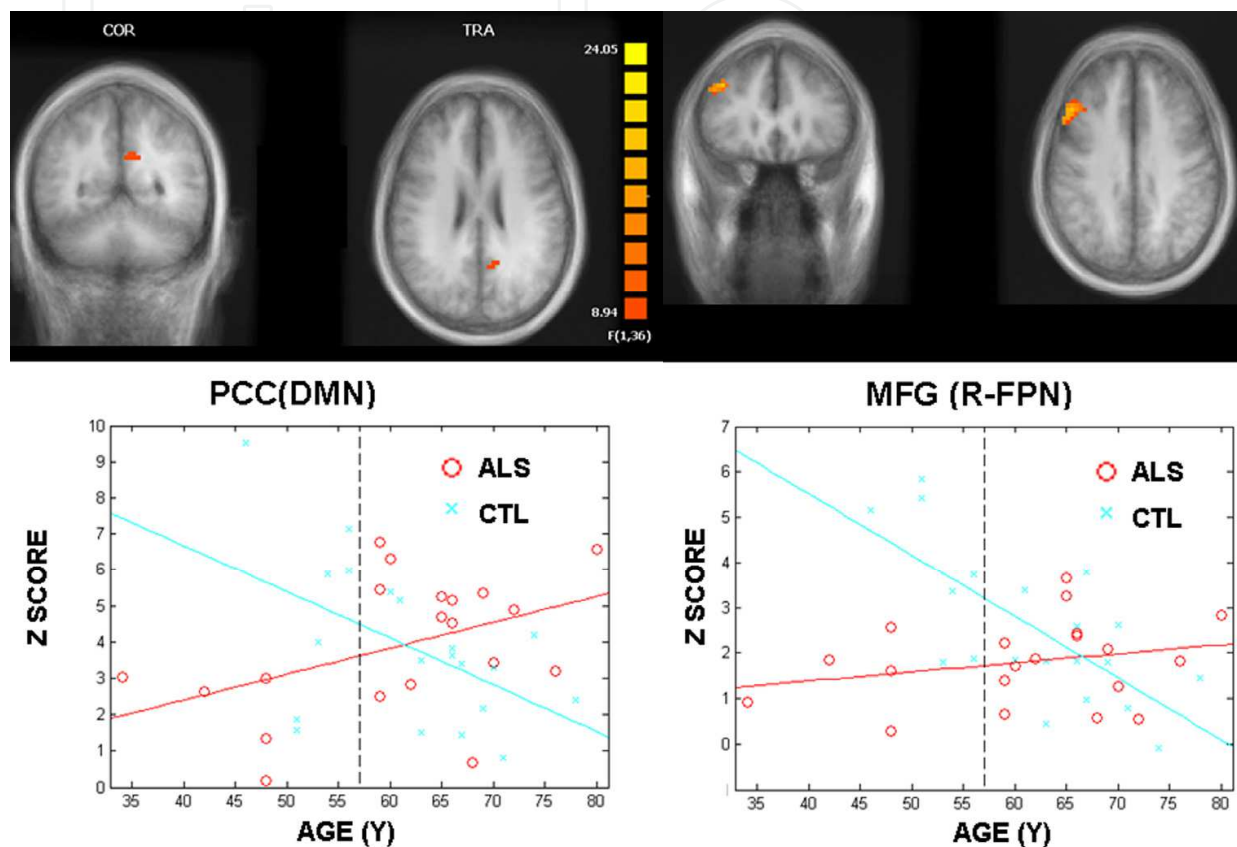 COR
TRA
24.05
8.94
F(1,36)
PCC(DMN)
Z SCORE
10
9
8
7
6
5
4
3
2
1
0
ALS
CTL
35 40 45 50 55 60 65 70 75 80
AGE (Y)
MFG (R-FPN)
Z SCORE
7
6
5
4
3
2
1
0
ALS
CTL
35 40 45 50 55 60 65 70 75 80
AGE (Y)